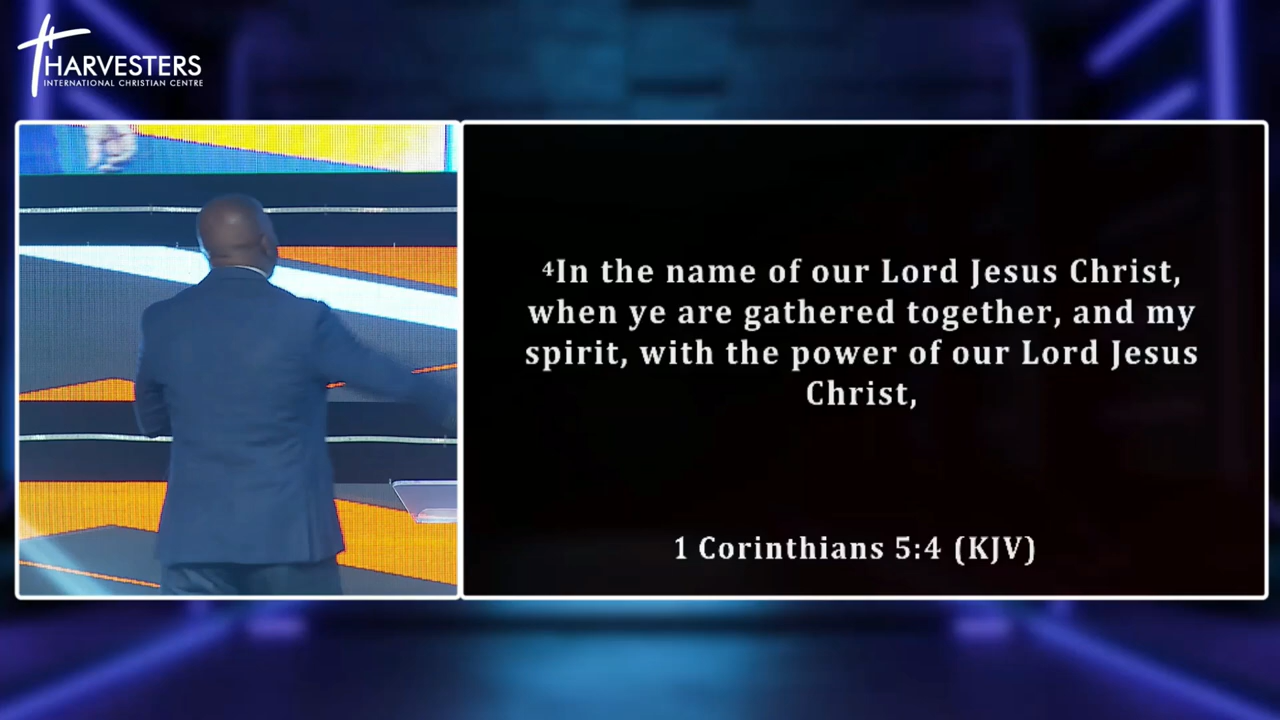 HARVESTERS
INTERNATIONAL CHRISTIAN CENTRE
⁴In the name of our Lord Jesus Christ,
when ye are gathered together, and my
spirit, with the power of our Lord Jesus
Christ,
1 Corinthians 5:4 (KJV)